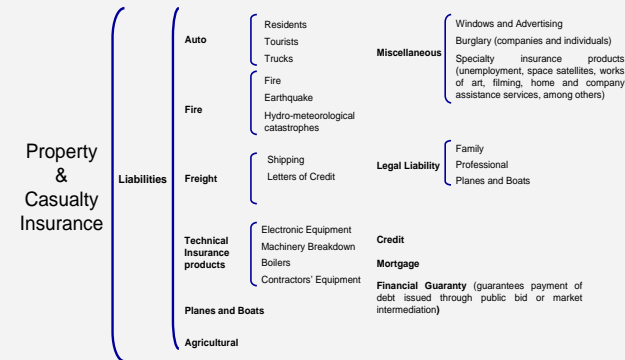 Property
&
Casualty
Insurance
Liabilities
Auto
Residents
Tourists
Trucks
Fire
Fire
Earthquake
Hydro-meteorological
catastrophes
Freight
Shipping
Letters of Credit
Technical
Insurance
products
Electronic Equipment
Machinery Breakdown
Boilers
Contractors' Equipment
Planes and Boats
Agricultural
Miscellaneous
Windows and Advertising
Burglary (companies and individuals)
Specialty insurance products
(unemployment, space satellites, works
of art, filming, home and company
assistance services, among others)
Legal Liability
Family
Professional
Planes and Boats
Credit
Mortgage
Financial Guaranty (guarantees payment of
debt issued through public bid or market
intermediation)